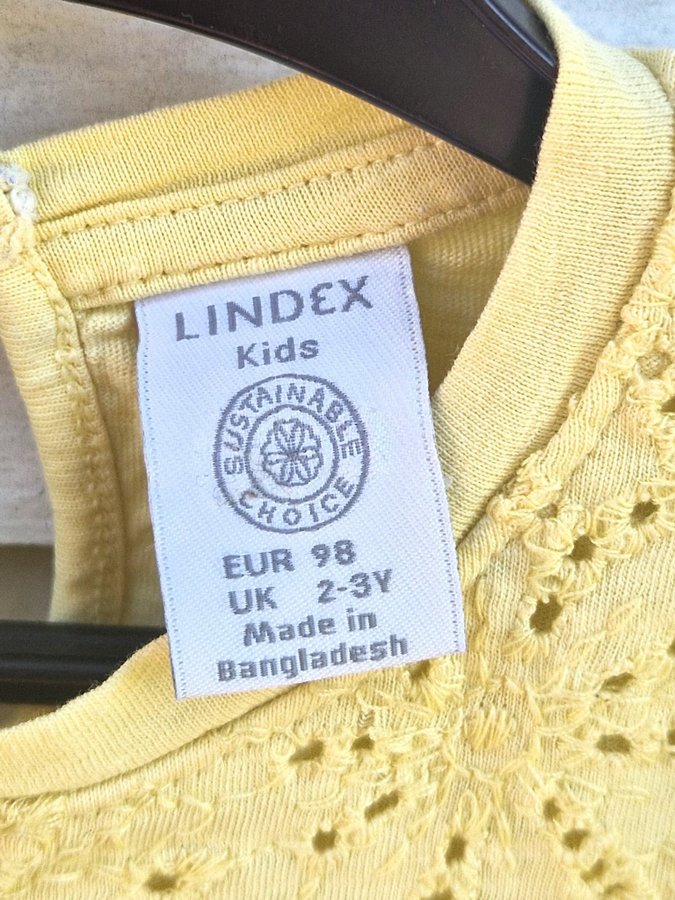 LINDEX
Kids
SUSTAINABLE
CHOICE
EUR 98
UK 2-3Y
Made in
Bangladesh